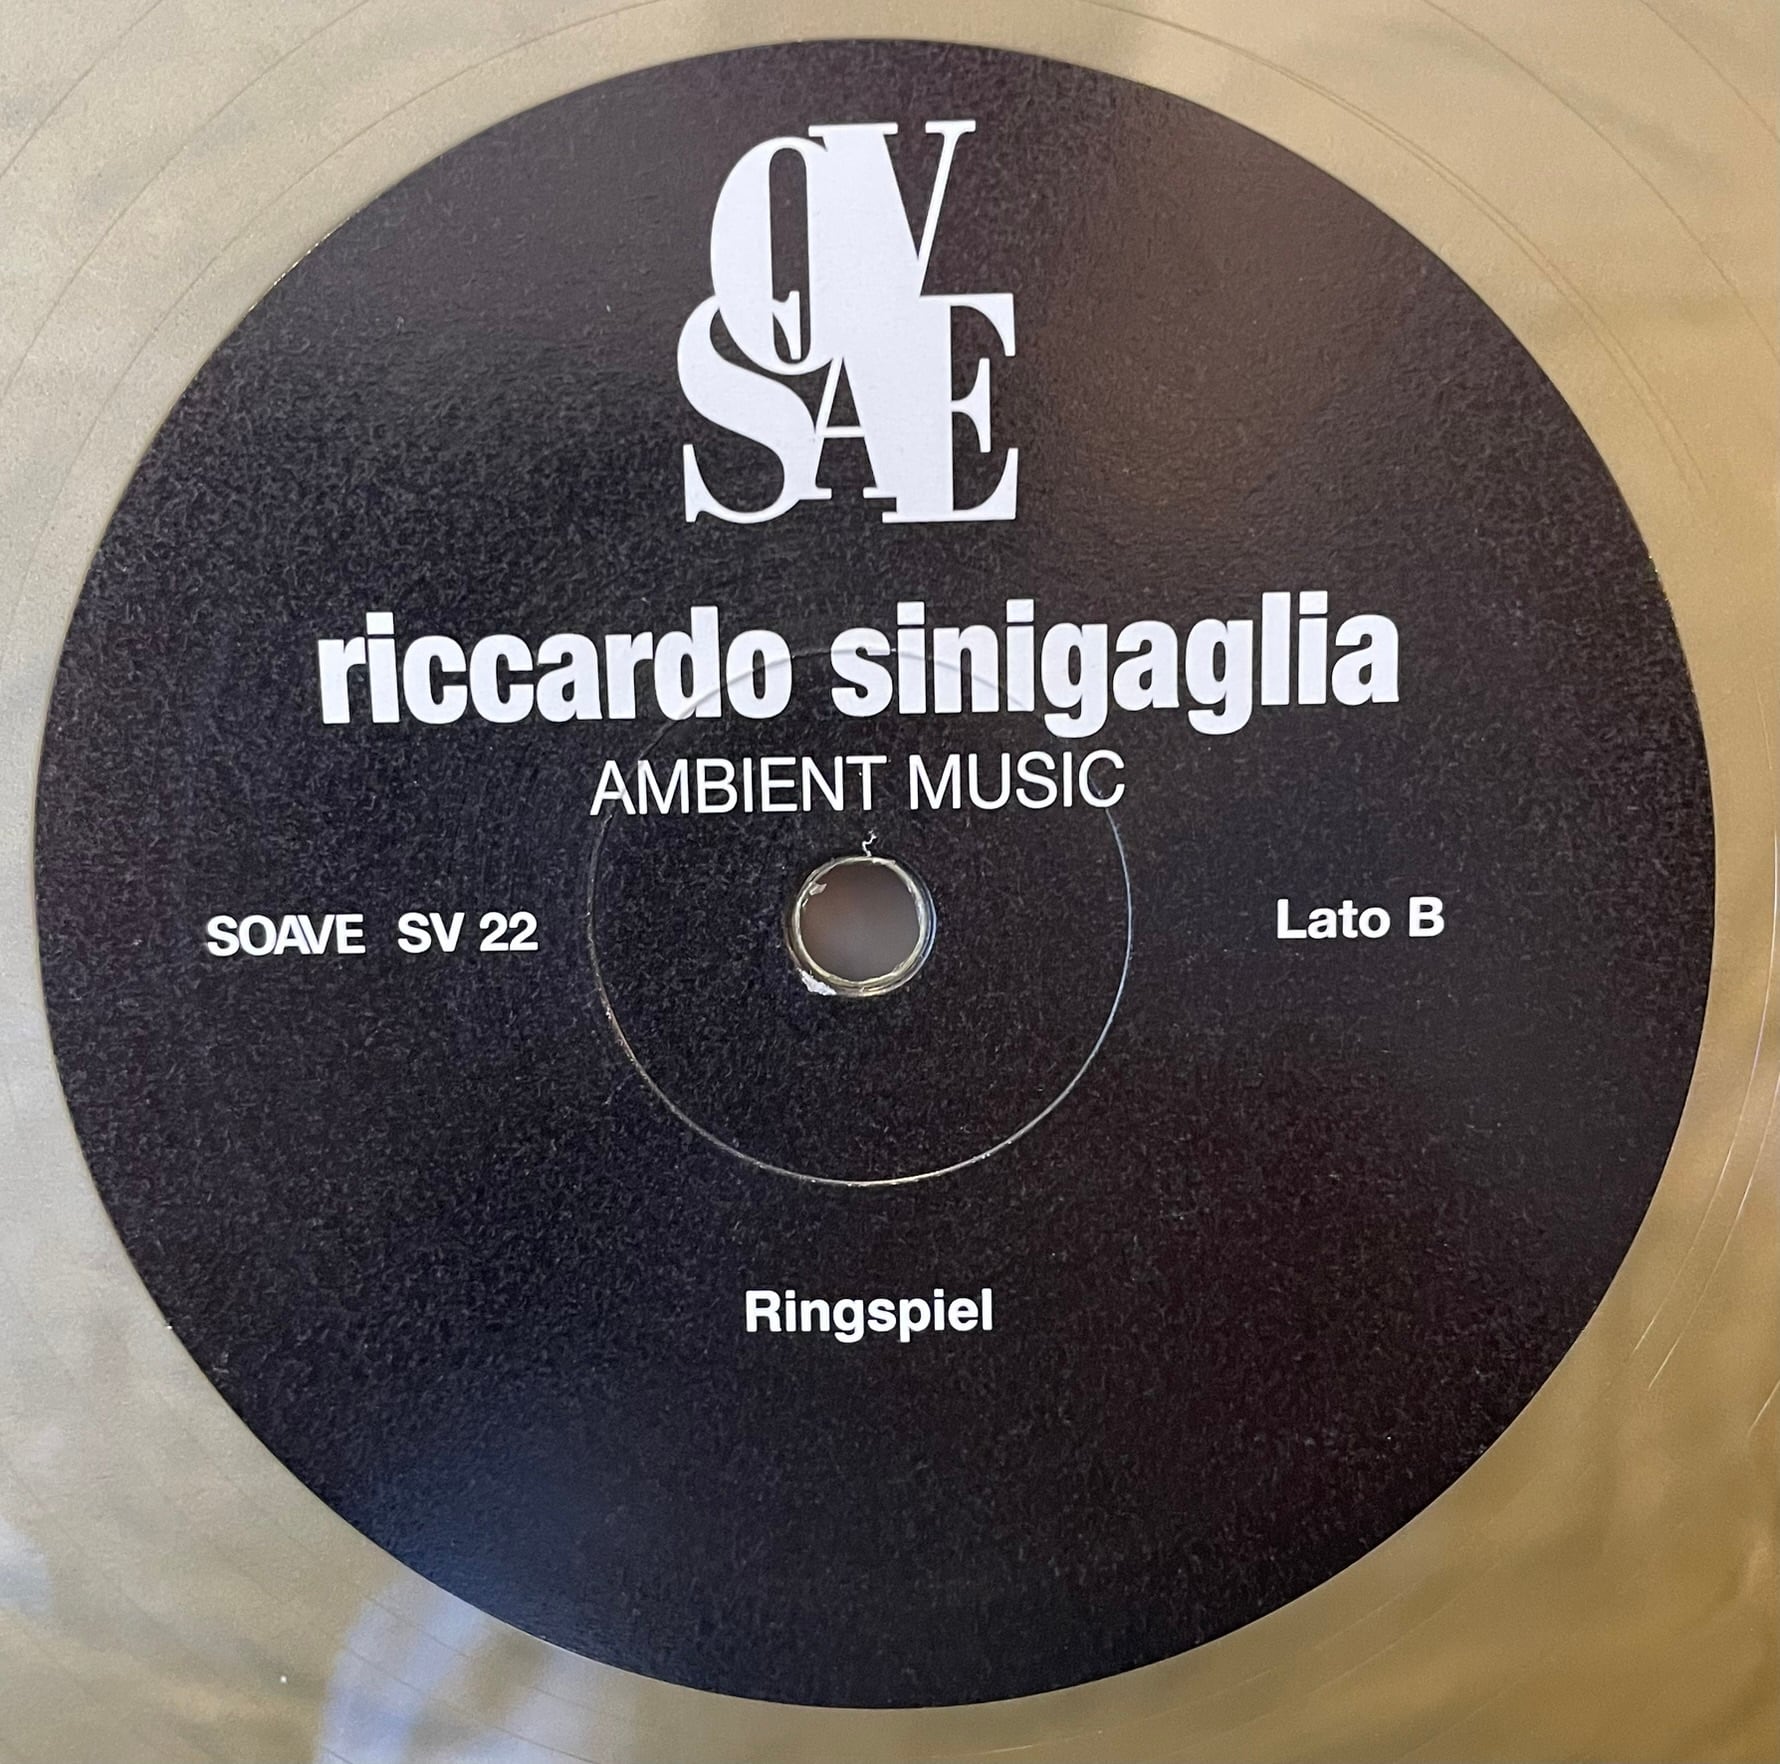 SOAVE
riccardo sinigaglia
AMBIENT MUSIC
SOAVE SV 22
Lato B
Ringspiel